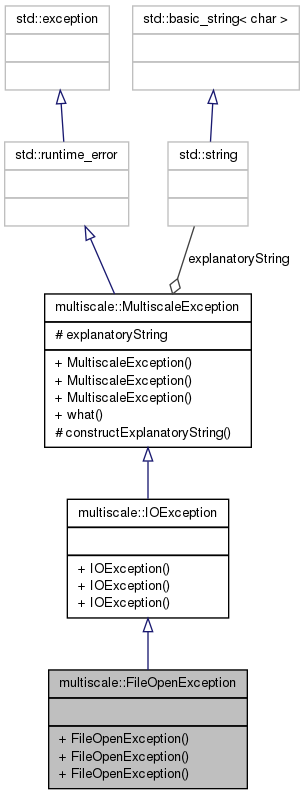 std::exception
std::basic_string< char >
std::runtime_error
std::string
explanatoryString
multiscale::MultiscaleException
# explanatoryString
+ MultiscaleException()
+ MultiscaleException()
+ MultiscaleException()
+ what()
# constructExplanatoryString()
multiscale::IOException
+ IOException()
+ IOException()
+ IOException()
multiscale::FileOpenException
+ FileOpenException()
+ FileOpenException()
+ FileOpenException()